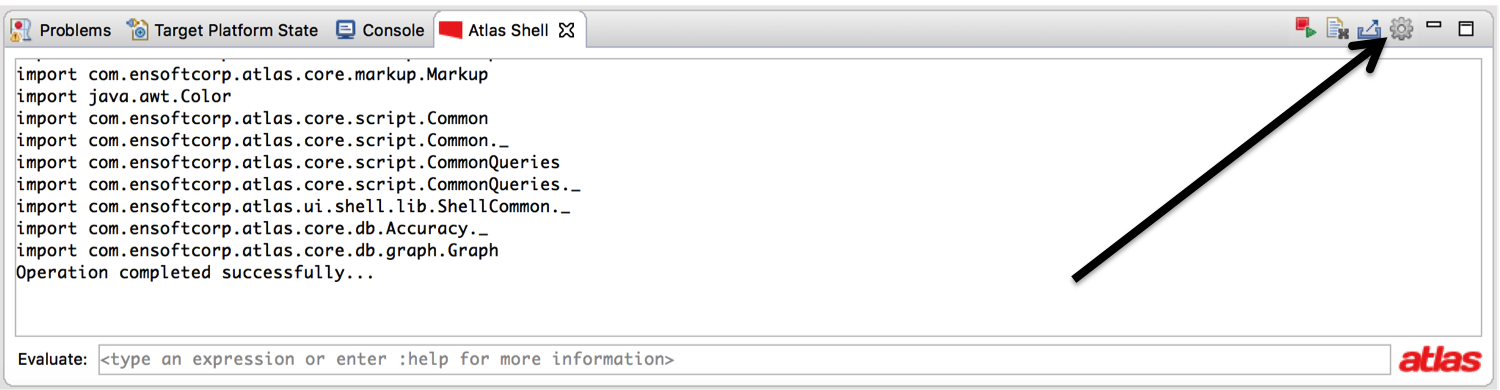 Problems Target Platform State Console Atlas Shell
import com.ensoftcorp.atlas.core.markup.Markup
import java.awt.Color
import com.ensoftcorp.atlas.core.script.Common
import com.ensoftcorp.atlas.core.script.Common._
import com.ensoftcorp.atlas.core.script.CommonQueries
import com.ensoftcorp.atlas.core.script.CommonQueries._
import com.ensoftcorp.atlas.ui.shell.lib.ShellCommon._
import com.ensoftcorp.atlas.core.db.Accuracy._
import com.ensoftcorp.atlas.core.db.graph.Graph
Operation completed successfully...
Evaluate: <type an expression or enter :help for more information> atlas